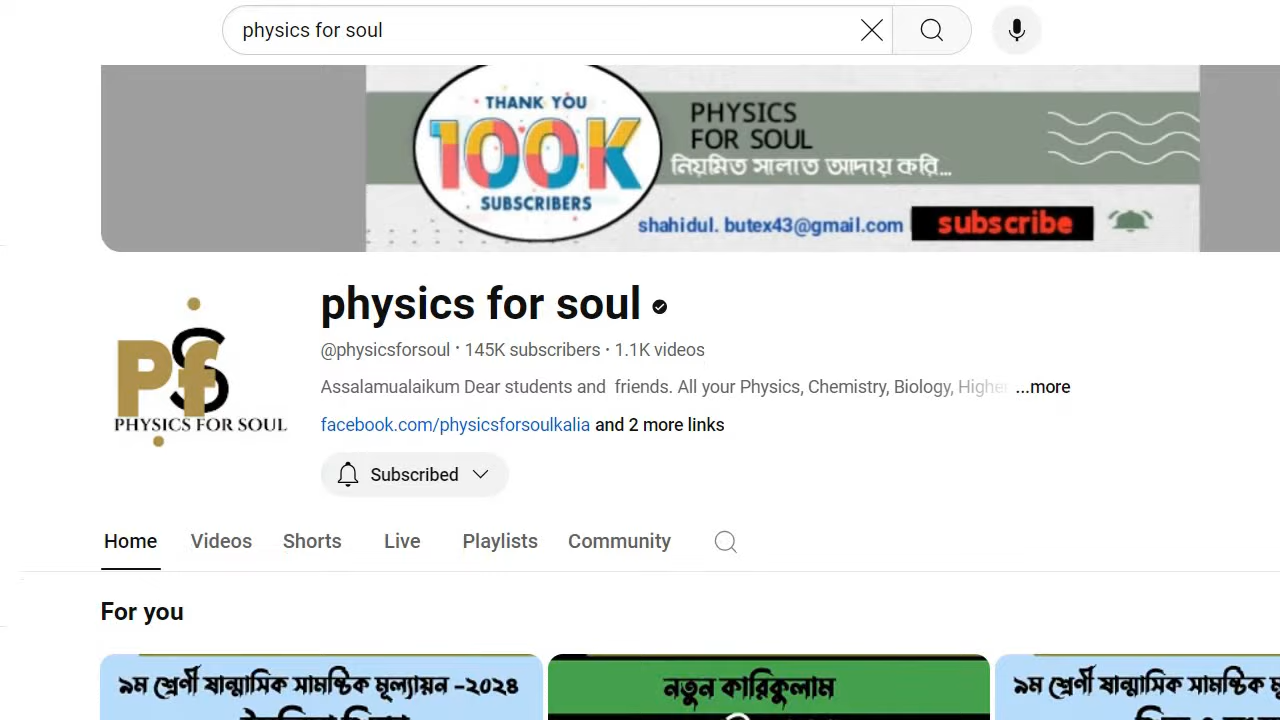 physics for soul
THANK YOU
100K
SUBSCRIBERS
PHYSICS
FOR SOUL
নিয়মিত সালাত আদায় করি...
shahidul. butex43@gmail.com
subscribe
PfS
PHYSICS FOR SOUL
physics for soul
@physicsforsoul · 145K subscribers · 1.1K videos
Assalamualaikum Dear students and friends. All your Physics, Chemistry, Biology, Higher ...more
facebook.com/physicsforsoulkalia and 2 more links
Subscribed
Home Videos Shorts Live Playlists Community
For you
৯ম শ্রেণী ষান্মাসিক সামষ্টিক মূল্যায়ন -২০২৪
নতুন কারিকুলাম
৯ম শ্রেণী ষান্মাসিক সামষ্টিক